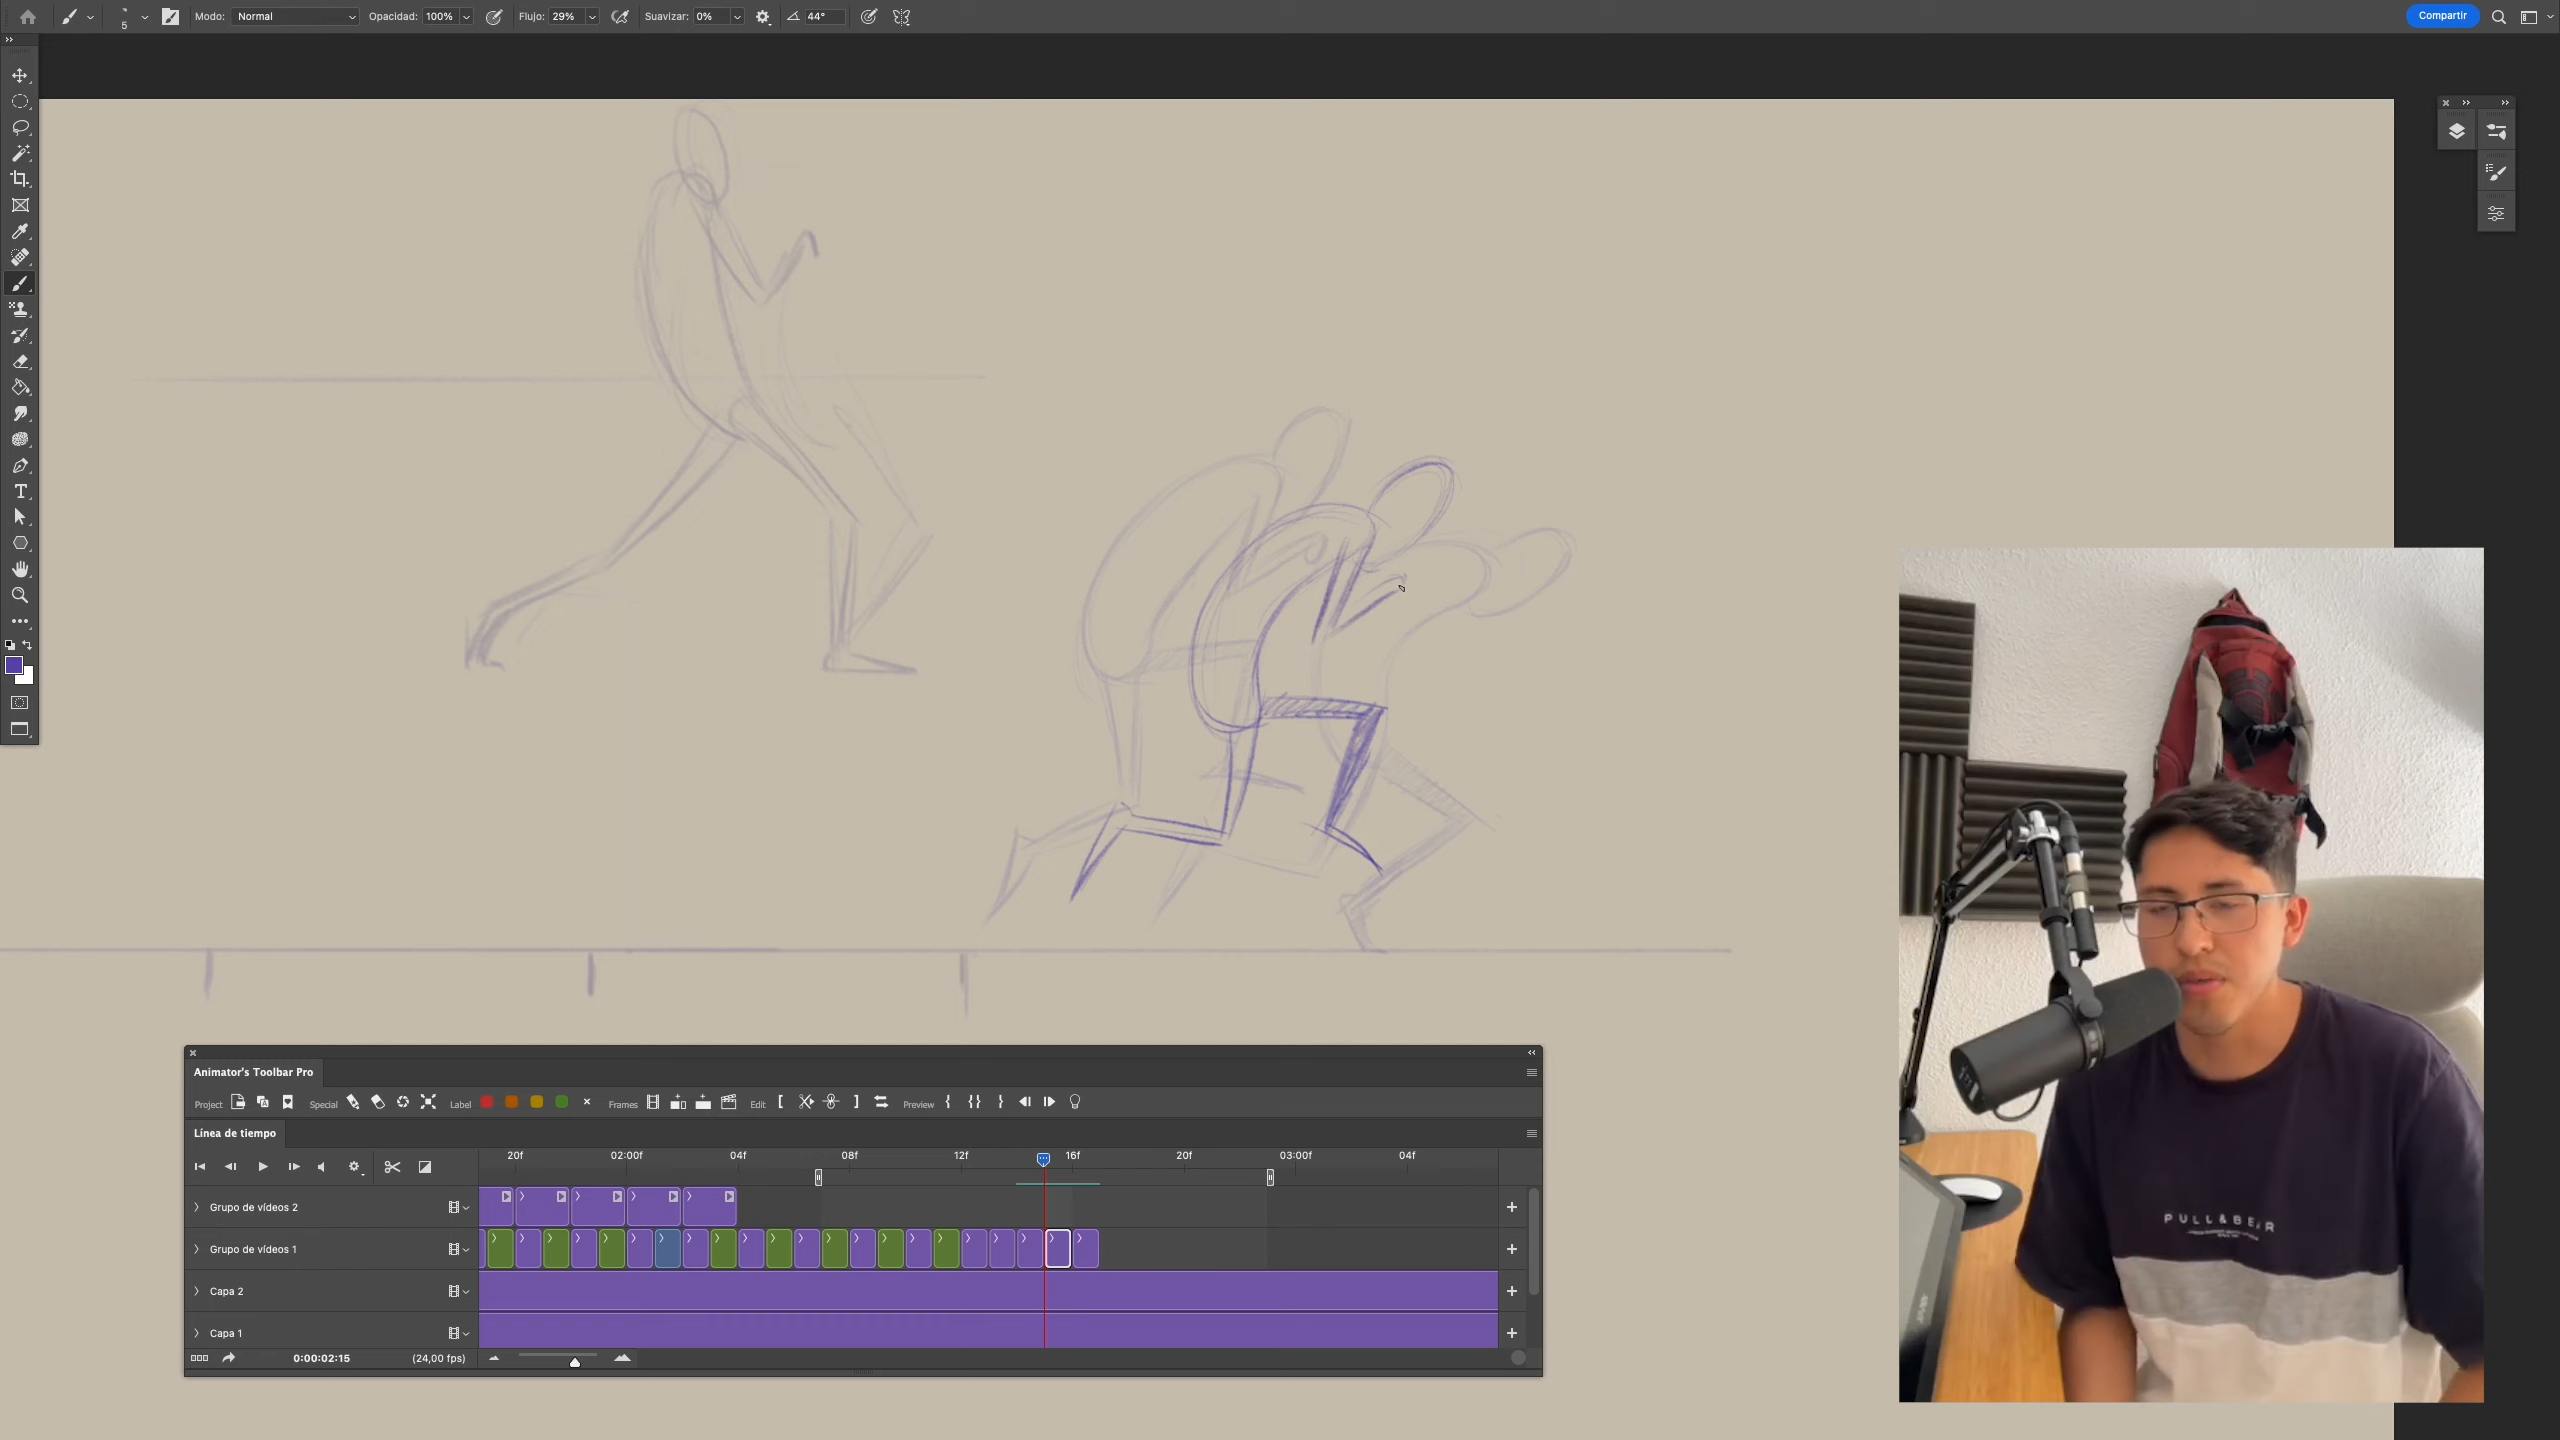 5 Modo: Normal Opacidad: 100% Flujo: 29% Suavizar: 0% 44° Compartir
PULL&BEAR
Animator's Toolbar Pro
Project Special Label Frames Edit Preview
Línea de tiempo
20f 02:00f 04f 08f 12f 16f 20f 03:00f 04f
Grupo de vídeos 2
Grupo de vídeos 1
Capa 2
Capa 1
0:00:02:15 (24,00 fps)